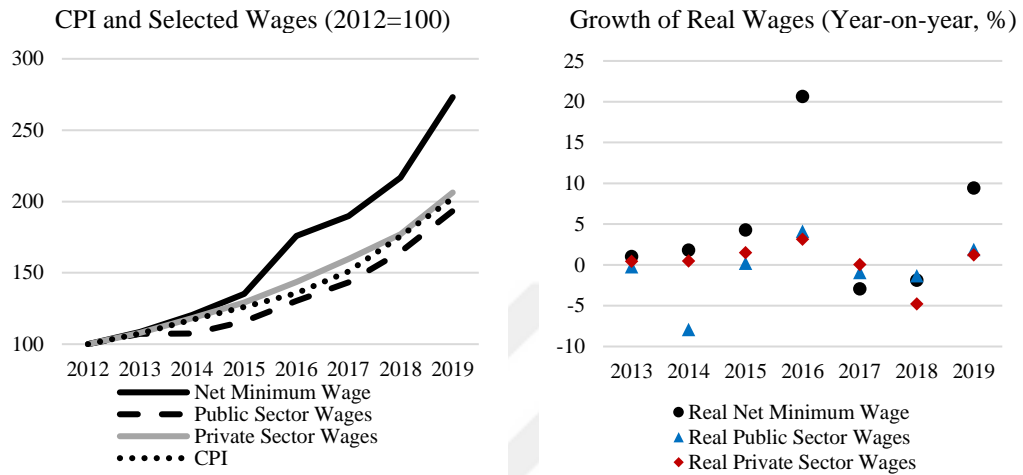 CPI and Selected Wages (2012=100)
300
250
200
150
100
2012 2013 2014 2015 2016 2017 2018 2019
Net Minimum Wage
Public Sector Wages
Private Sector Wages
CPI
Growth of Real Wages (Year-on-year, %)
25
20
15
10
5
0
-5
-10
2013 2014 2015 2016 2017 2018 2019
Real Net Minimum Wage
Real Public Sector Wages
Real Private Sector Wages